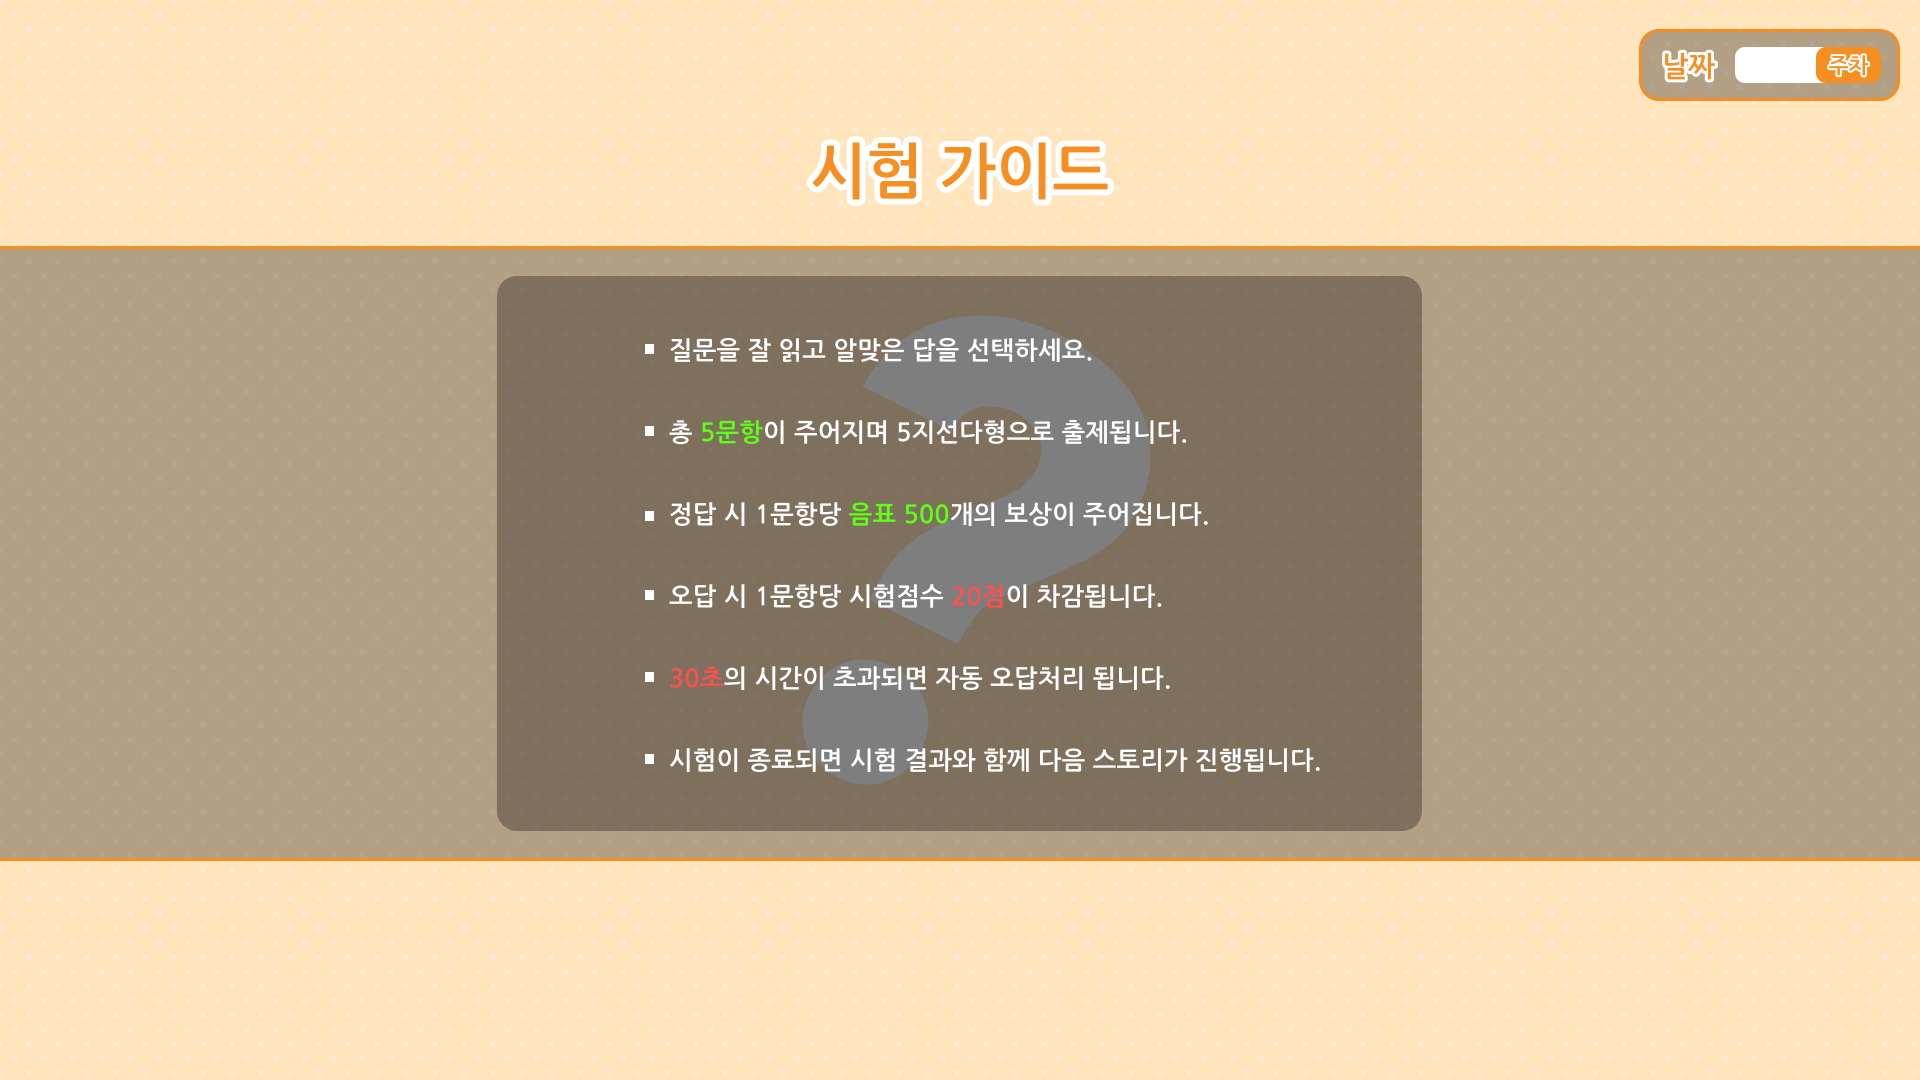 날짜 주차
시험 가이드
질문을 잘 읽고 알맞은 답을 선택하세요.
총 5문항이 주어지며 5지선다형으로 출제됩니다.
정답 시 1문항당 음표 500개의 보상이 주어집니다.
오답 시 1문항당 시험점수 20점이 차감됩니다.
30초의 시간이 초과되면 자동 오답처리 됩니다.
시험이 종료되면 시험 결과와 함께 다음 스토리가 진행됩니다.